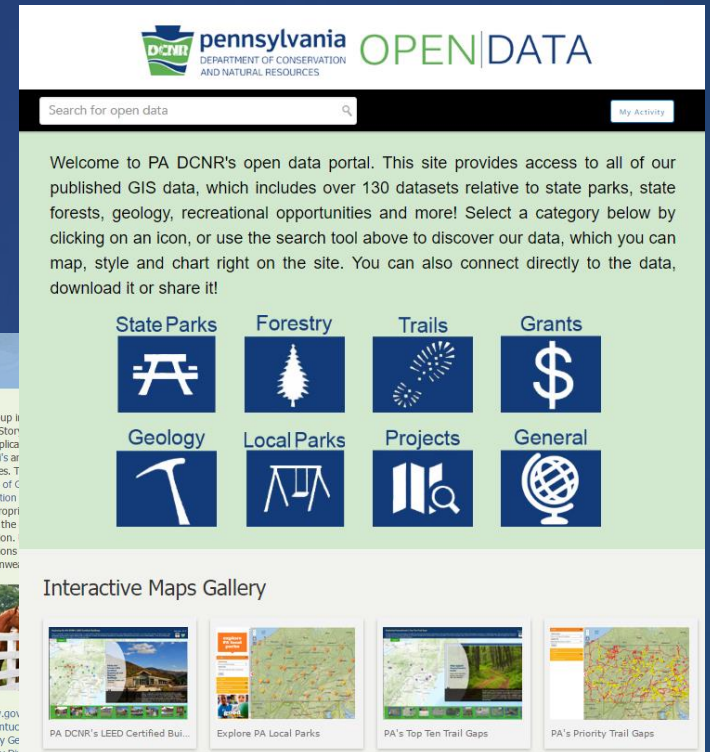 DCNR
pennsylvania
DEPARTMENT OF CONSERVATION
AND NATURAL RESOURCES
OPEN|DATA
Search for open data
My Activity
Welcome to PA DCNR's open data portal. This site provides access to all of our
published GIS data, which includes over 130 datasets relative to state parks, state
forests, geology, recreational opportunities and more! Select a category below by
clicking on an icon, or use the search tool above to discover our data, which you can
map, style and chart right on the site. You can also connect directly to the data,
download it or share it!
State Parks Forestry Trails Grants
$
Geology Local Parks Projects General
Interactive Maps Gallery
explore
PA local
parks
PA DCNR's LEED Certified Bui...
Explore PA Local Parks
PA's Top Ten Trail Gaps
PA's Priority Trail Gaps